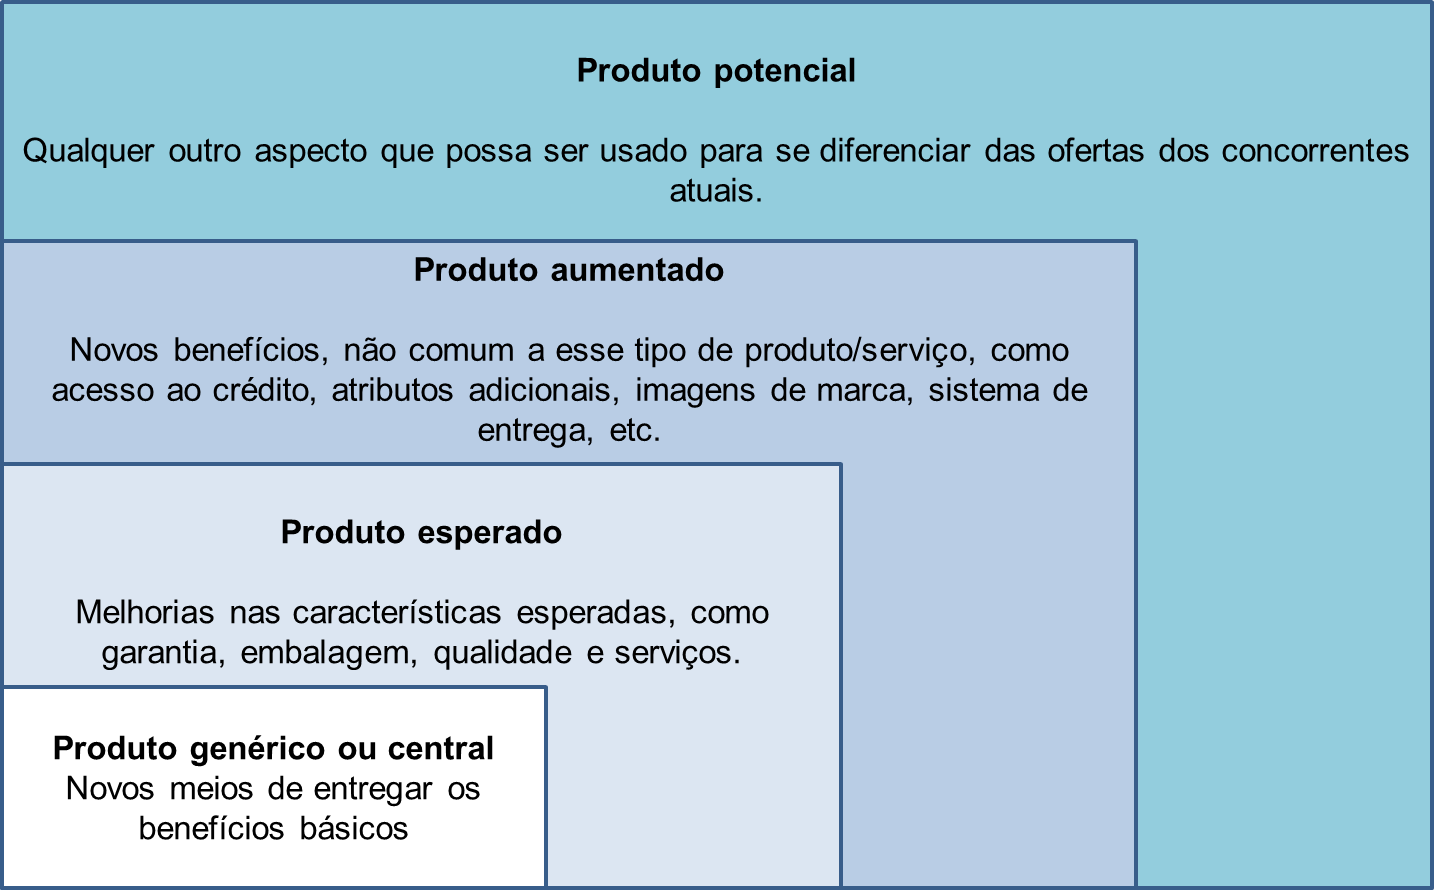 Produto potencial
Qualquer outro aspecto que possa ser usado para se diferenciar das ofertas dos concorrentes
atuais.
Produto aumentado
Novos benefícios, não comum a esse tipo de produto/serviço, como
acesso ao crédito, atributos adicionais, imagens de marca, sistema de
entrega, etc.
Produto esperado
Melhorias nas características esperadas, como
garantia, embalagem, qualidade e serviços.
Produto genérico ou central
Novos meios de entregar os
benefícios básicos